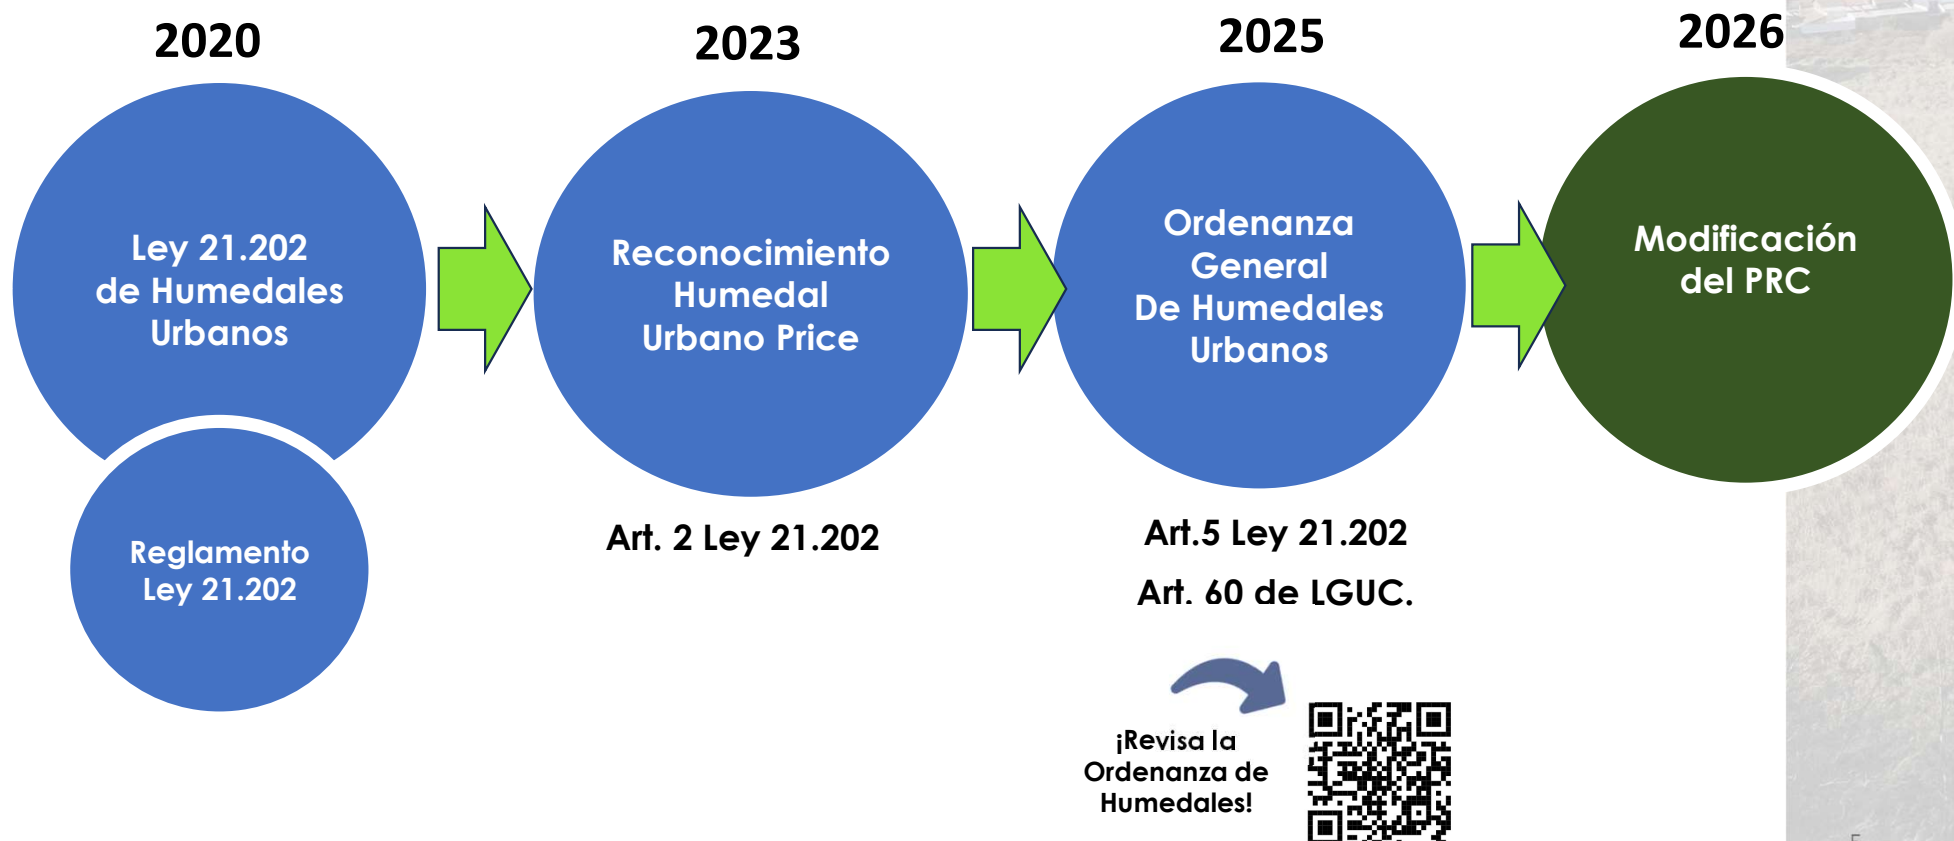 2020
Ley 21.202
de Humedales
Urbanos
Reglamento
Ley 21.202
2023
Reconocimiento
Humedal
Urbano Price
Art. 2 Ley 21.202
2025
Ordenanza
General
De Humedales
Urbanos
Art.5 Ley 21.202
Art. 60 de LGUC.
¡Revisa la
Ordenanza de
Humedales!
2026
Modificación
del PRC